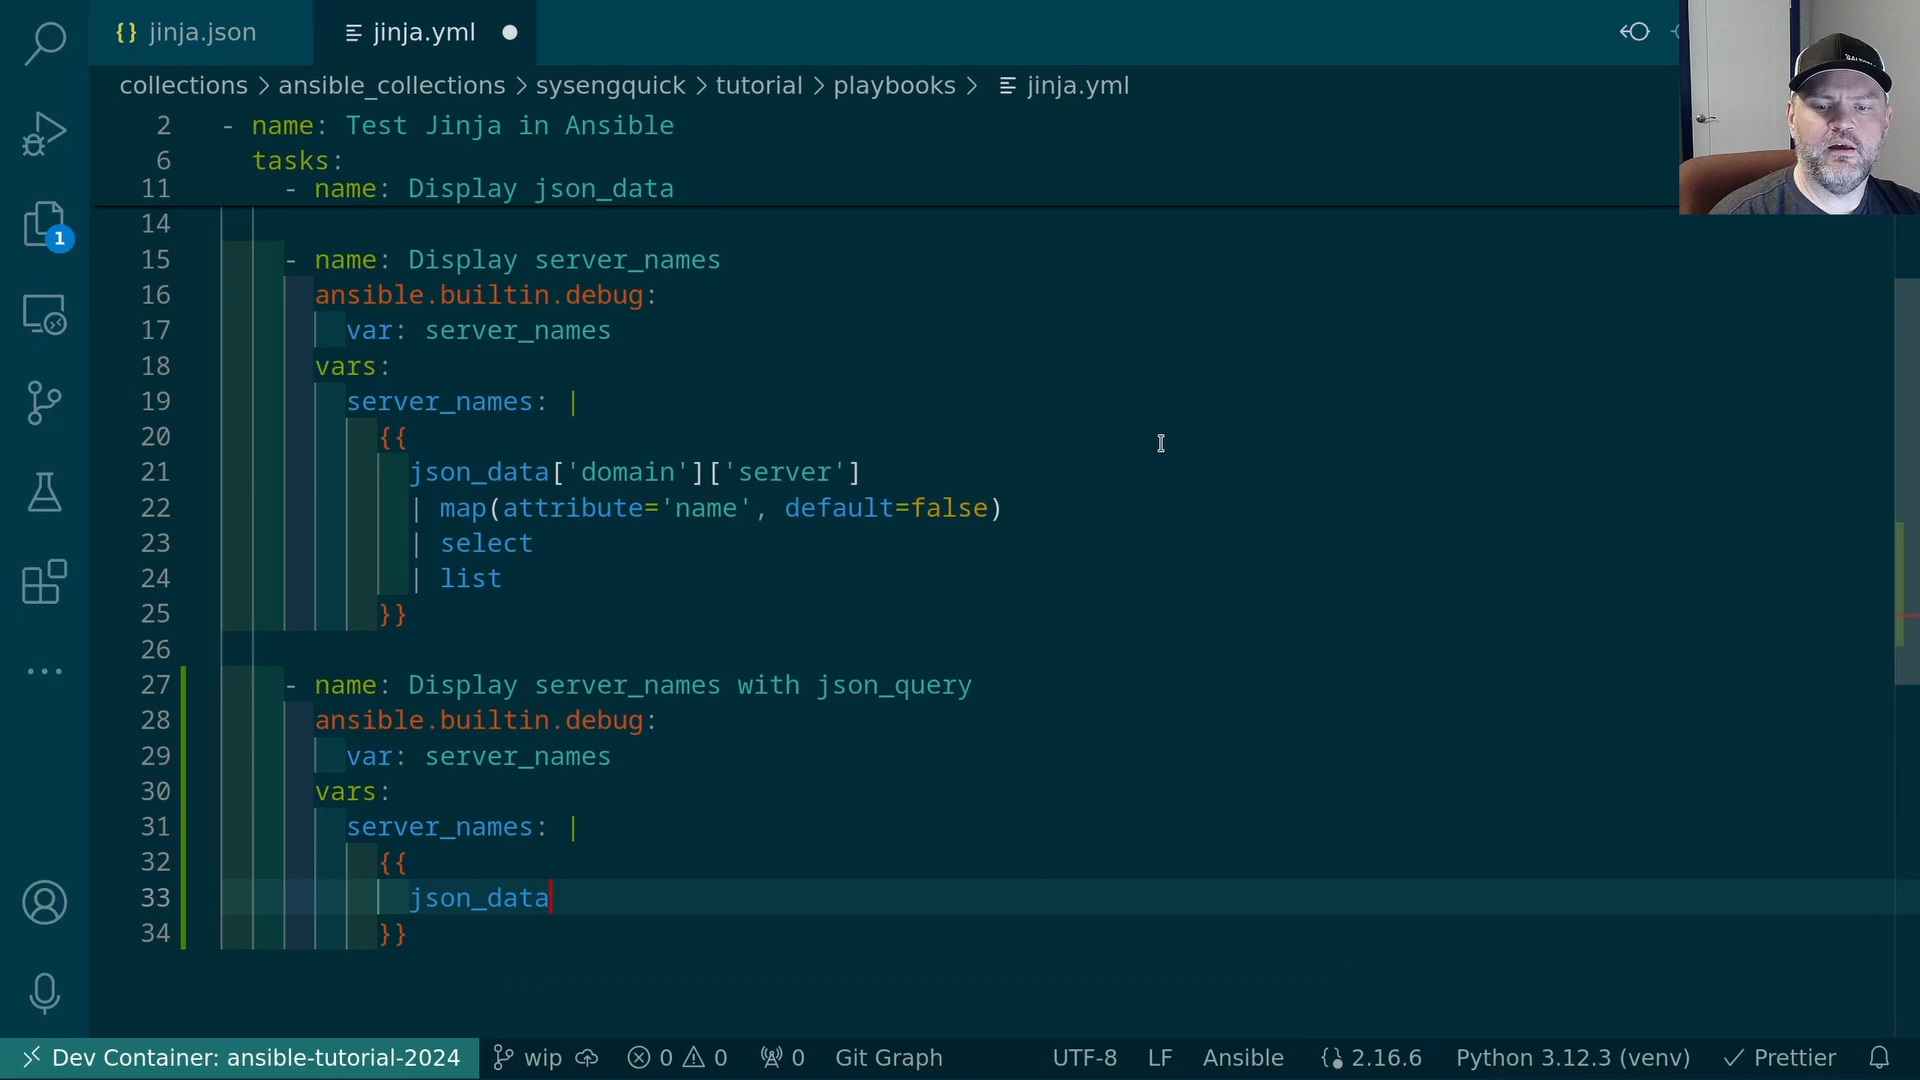 {} jinja.json
jinja.yml
collections > ansible_collections > sysengquick > tutorial > playbooks > jinja.yml
2 - name: Test Jinja in Ansible
6 tasks:
11 - name: Display json_data
14
15 - name: Display server_names
16 ansible.builtin.debug:
17 var: server_names
18 vars:
19 server_names: |
20 {{
21 json_data['domain']['server']
22 | map(attribute='name', default=false)
23 | select
24 | list
25 }}
26
27 - name: Display server_names with json_query
28 ansible.builtin.debug:
29 var: server_names
30 vars:
31 server_names: |
32 {{
33 json_data
34 }}
1
Dev Container: ansible-tutorial-2024 wip 0 0 0 Git Graph UTF-8 LF Ansible 2.16.6 Python 3.12.3 (venv) Prettier